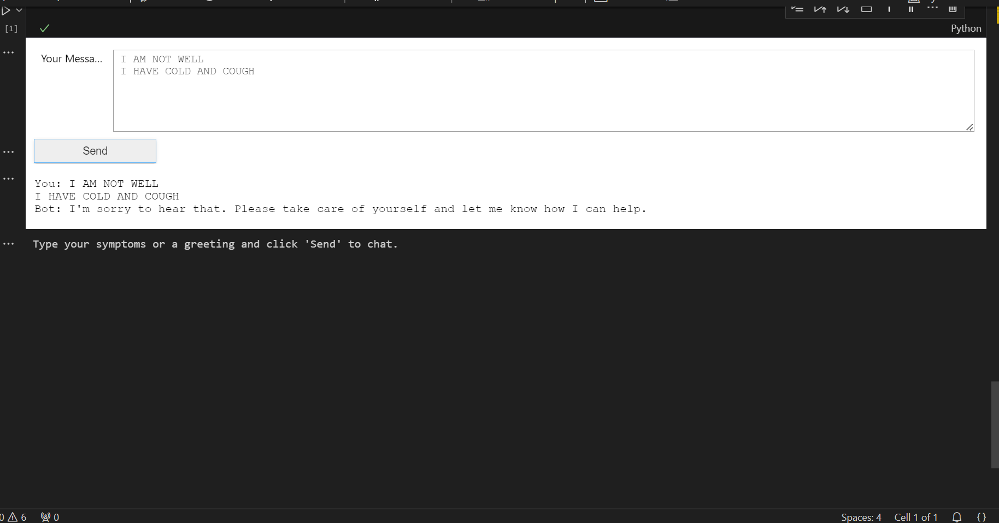 [1]
Python
Your Messa...
I AM NOT WELL
I HAVE COLD AND COUGH
Send
You: I AM NOT WELL
I HAVE COLD AND COUGH
Bot: I'm sorry to hear that. Please take care of yourself and let me know how I can help.
Type your symptoms or a greeting and click 'Send' to chat.
0 6 0 Spaces: 4 Cell 1 of 1 {}